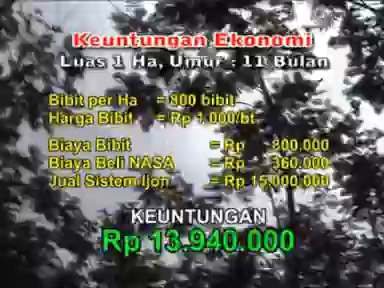 Keuntungan Ekonomi
Luas 1 Ha, Umur : 11 Bulan
Bibit per Ha = 800 bibit
Harga Bibit = Rp 1.000/bt
Biaya Bibit = Rp 800.000
Biaya Beli NASA = Rp 360.000
Jual Sistem Ijon = Rp 15.000.000
KEUNTUNGAN
Rp 13.940.000